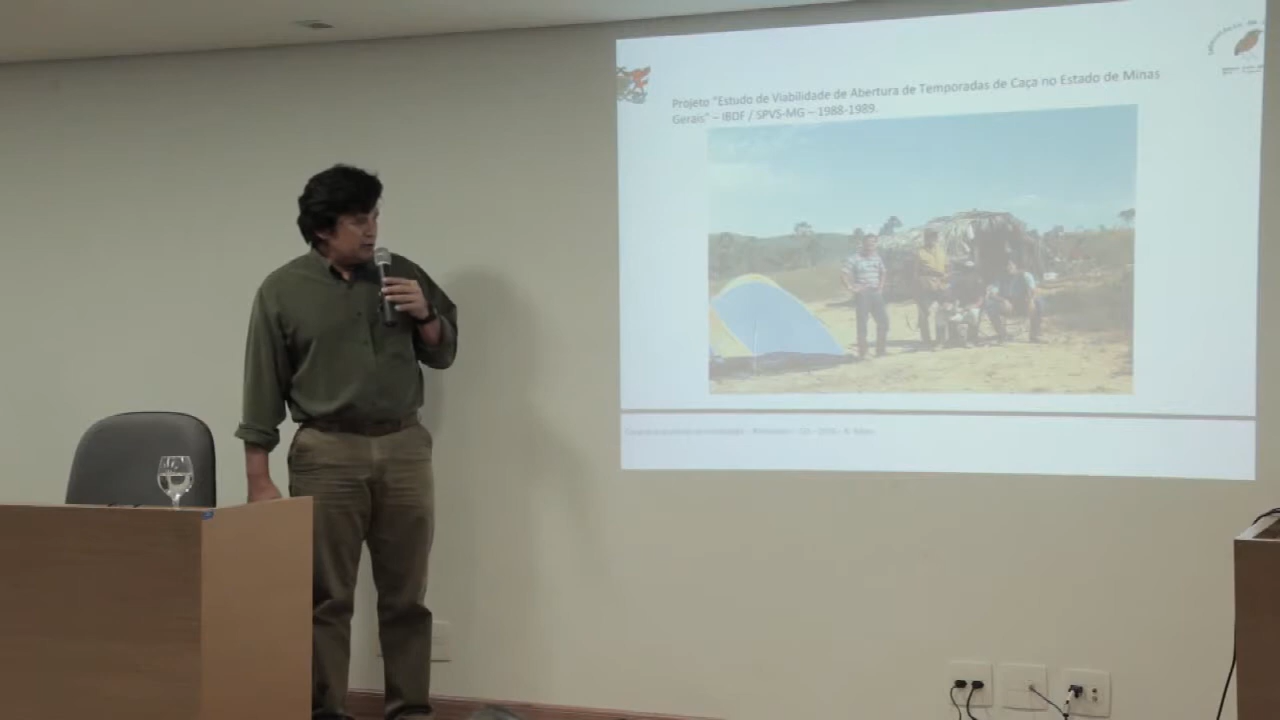 Projeto "Estudo de Viabilidade de Abertura de Temporadas de Caça no Estado de Minas
Gerais" – IBDF / SPVS-MG – 1988-1989.